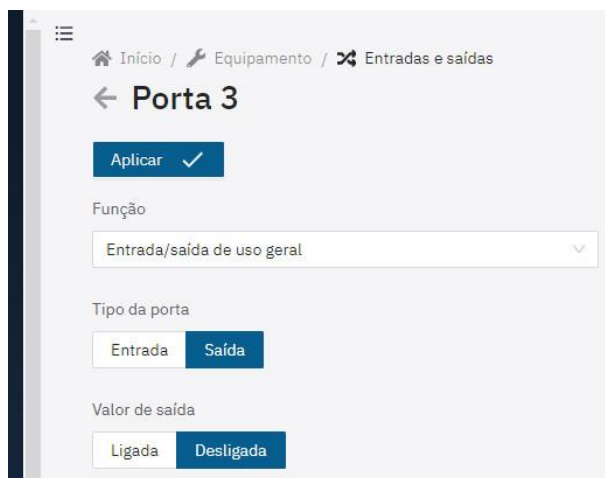 Início / Equipamento / Entradas e saídas
Porta 3
Aplicar
Função
Entrada/saída de uso geral
Tipo da porta
Entrada Saída
Valor de saída
Ligada Desligada